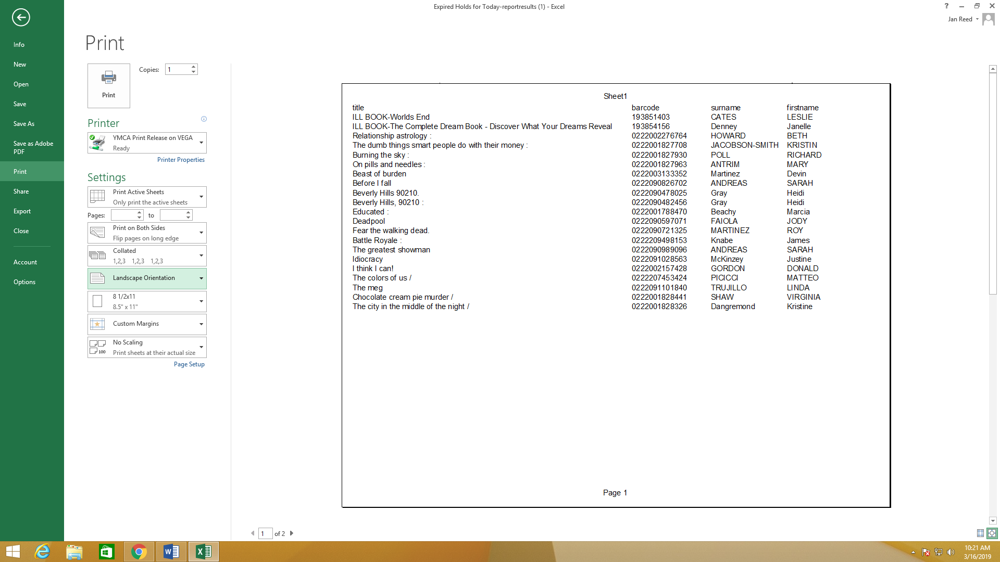 Expired Holds for Today-reportresults (1) - Excel
?
Jan Reed
Info
New
Open
Save
Save As
Save as Adobe
PDF
Print
Share
Export
Close
Account
Options
Print
Print
Copies: 1
Printer
YMCA Print Release on VEGA
Ready
Printer Properties
Settings
Print Active Sheets
Only print the active sheets
Pages: to
Print on Both Sides
Flip pages on long edge
Collated
1,2,3 1,2,3 1,2,3
Landscape Orientation
8 1/2x11
8.5" x 11"
Custom Margins
No Scaling
Print sheets at their actual size
100
Page Setup
Sheet1
title barcode surname firstname
ILL BOOK-Worlds End 193851403 CATES LESLIE
ILL BOOK-The Complete Dream Book - Discover What Your Dreams Reveal 193854156 Denney Janelle
Relationship astrology : 0222002276764 HOWARD BETH
The dumb things smart people do with their money : 0222001827708 JACOBSON-SMITH KRISTIN
Burning the sky : 0222001827930 POLL RICHARD
On pills and needles : 0222001827963 ANTRIM MARY
Beast of burden 0222003133352 Martinez Devin
Before I fall 0222090826702 ANDREAS SARAH
Beverly Hills 90210. 0222090478025 Gray Heidi
Beverly Hills, 90210 : 0222090482456 Gray Heidi
Educated : 0222001788470 Beachy Marcia
Deadpool 0222090597071 FAIOLA JODY
Fear the walking dead. 0222090721325 MARTINEZ ROY
Battle Royale : 0222209498153 Knabe James
The greatest showman 0222090989096 ANDREAS SARAH
Idiocracy 0222091028563 McKinzey Justine
I think I can! 0222002157428 GORDON DONALD
The colors of us / 0222207453424 PICICCI MATTEO
The meg 0222091101840 TRUJILLO LINDA
Chocolate cream pie murder / 0222001828441 SHAW VIRGINIA
The city in the middle of the night / 0222001828326 Dangremond Kristine
Page 1
1 of 2
10:21 AM
3/16/2019